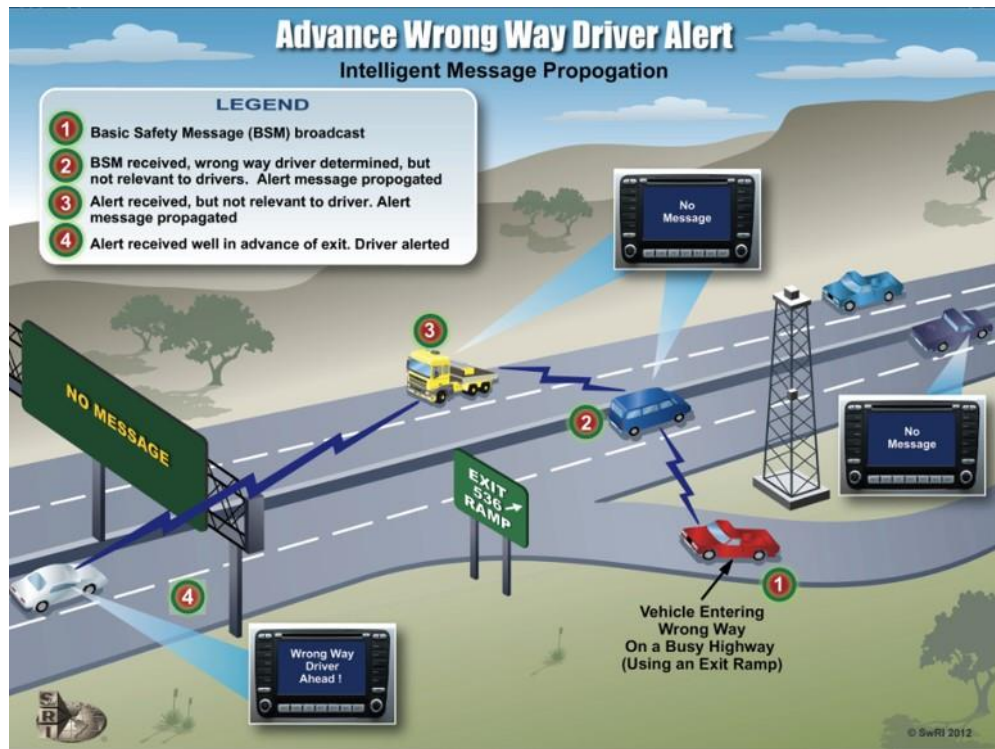 Advance Wrong Way Driver Alert
Intelligent Message Propogation
LEGEND
1 Basic Safety Message (BSM) broadcast
2 BSM received, wrong way driver determined, but
not relevant to drivers. Alert message propogated
3 Alert received, but not relevant to driver. Alert
message propagated
4 Alert received well in advance of exit. Driver alerted
No
Message
3
NO MESSAGE
2
No
Message
EXIT
536
RAMP
1
4
Vehicle Entering
Wrong Way
On a Busy Highway
(Using an Exit Ramp)
Wrong Way
Driver
Ahead !
SRI
© SwRI 2012